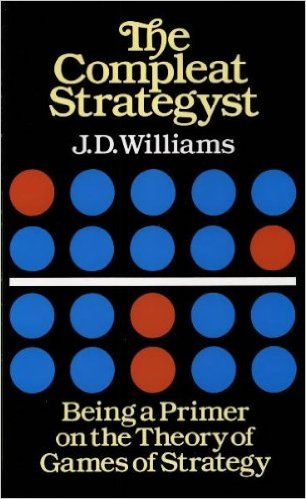 The
Compleat
Strategyst
J.D.Williams
Being a Primer
on the Theory of
Games of Strategy